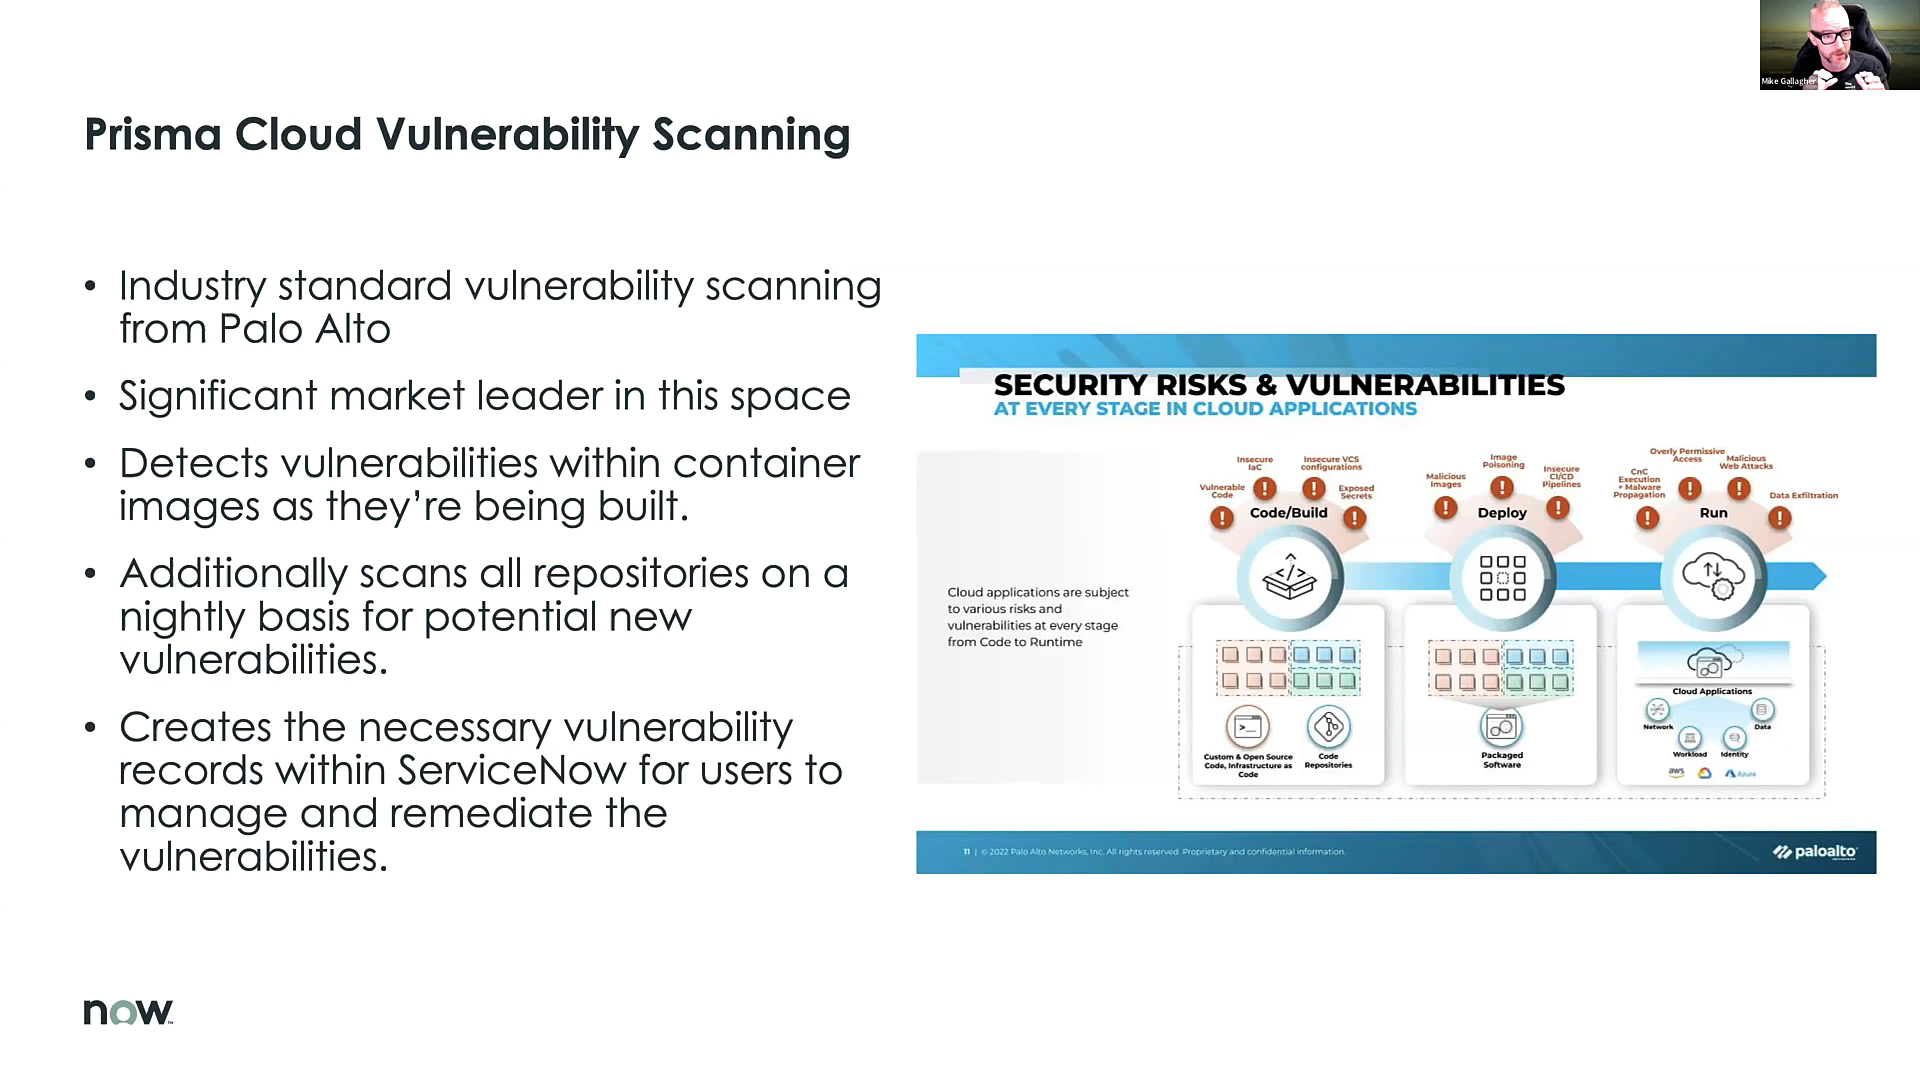 Mike Gallagher
Prisma Cloud Vulnerability Scanning
• Industry standard vulnerability scanning
from Palo Alto
• Significant market leader in this space
• Detects vulnerabilities within container
images as they’re being built.
• Additionally scans all repositories on a
nightly basis for potential new
vulnerabilities.
• Creates the necessary vulnerability
records within ServiceNow for users to
manage and remediate the
vulnerabilities.
SECURITY RISKS & VULNERABILITIES
AT EVERY STAGE IN CLOUD APPLICATIONS
Cloud applications are subject
to various risks and
vulnerabilities at every stage
from Code to Runtime
Vulnerable
Code
Insecure
IaC
Insecure VCS
configurations
Exposed
Secrets
Code/Build
Custom & Open Source
Code, Infrastructure as
Code
Code
Repositories
Malicious
Images
Image
Poisoning
Insecure
CI/CD
Pipelines
Deploy
Packaged
Software
CnC
Execution
+ Malware
Propagation
Overly Permissive
Access
Malicious
Web Attacks
Data Exfiltration
Run
Cloud Applications
Network
Data
Workload
Identity
aws
Azure
11 | © 2022 Palo Alto Networks, Inc. All rights reserved. Proprietary and confidential information.
paloalto
now